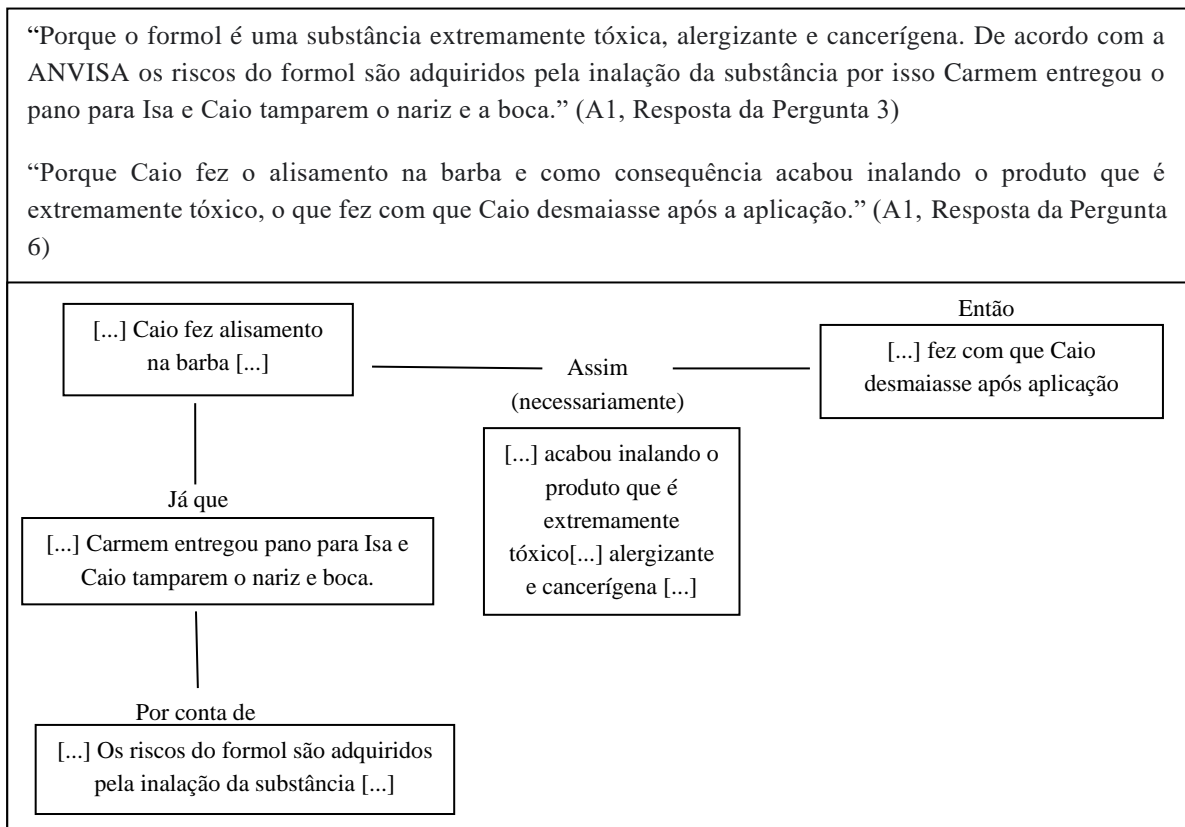 “Porque o formol é uma substância extremamente tóxica, alergizante e cancerígena. De acordo com a
ANVISA os riscos do formol são adquiridos pela inalação da substância por isso Carmem entregou o
pano para Isa e Caio tamparem o nariz e a boca.” (A1, Resposta da Pergunta 3)
“Porque Caio fez o alisamento na barba e como consequência acabou inalando o produto que é
extremamente tóxico, o que fez com que Caio desmaiasse após a aplicação.” (A1, Resposta da Pergunta
6)
[...] Caio fez alisamento
na barba [...]
Assim
(necessariamente)
Então
[...] fez com que Caio
desmaiasse após aplicação
[...] acabou inalando o
produto que é
extremamente
tóxico[...] alergizante
e cancerígena [...]
Já que
[...] Carmem entregou pano para Isa e
Caio tamparem o nariz e boca.
Por conta de
[...] Os riscos do formol são adquiridos
pela inalação da substância [...]